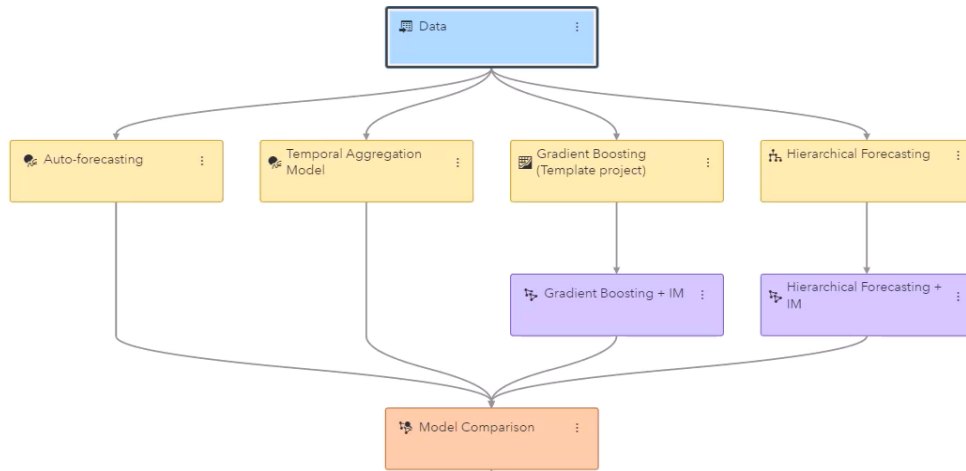 Data
Auto-forecasting
Temporal Aggregation
Model
Gradient Boosting
(Template project)
Hierarchical Forecasting
Gradient Boosting + IM
Hierarchical Forecasting +
IM
Model Comparison